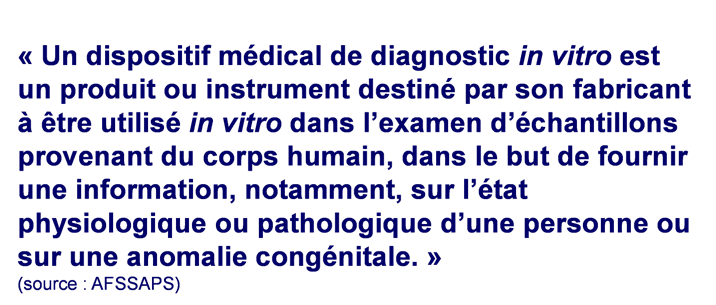 « Un dispositif médical de diagnostic in vitro est
un produit ou instrument destiné par son fabricant
à être utilisé in vitro dans l’examen d’échantillons
provenant du corps humain, dans le but de fournir
une information, notamment, sur l’état
physiologique ou pathologique d’une personne ou
sur une anomalie congénitale. »
(source : AFSSAPS)